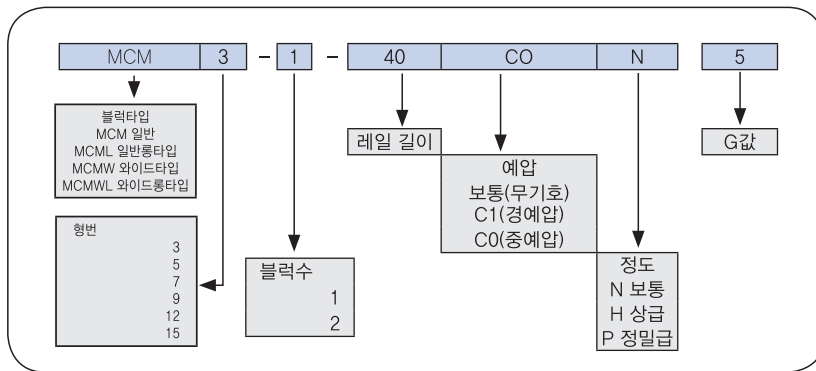 MCM 3 - 1 - 40 CO N 5
블럭타입
MCM 일반
MCML 일반롱타입
MCMW 와이드타입
MCMWL 와이드롱타입
형번
3
5
7
9
12
15
블럭수
1
2
레일 길이
예압
보통(무기호)
C1(경예압)
C0(중예압)
정도
N 보통
H 상급
P 정밀급
G값